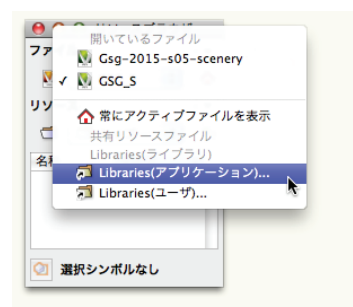 開いているファイル
Gsg-2015-s05-scenery
✓ GSG_S
常にアクティブファイルを表示
共有リソースファイル
Libraries(ライブラリ)
Libraries(アプリケーション)...
Libraries(ユーザ)...
ファ
リソ
名称
選択シンボルなし